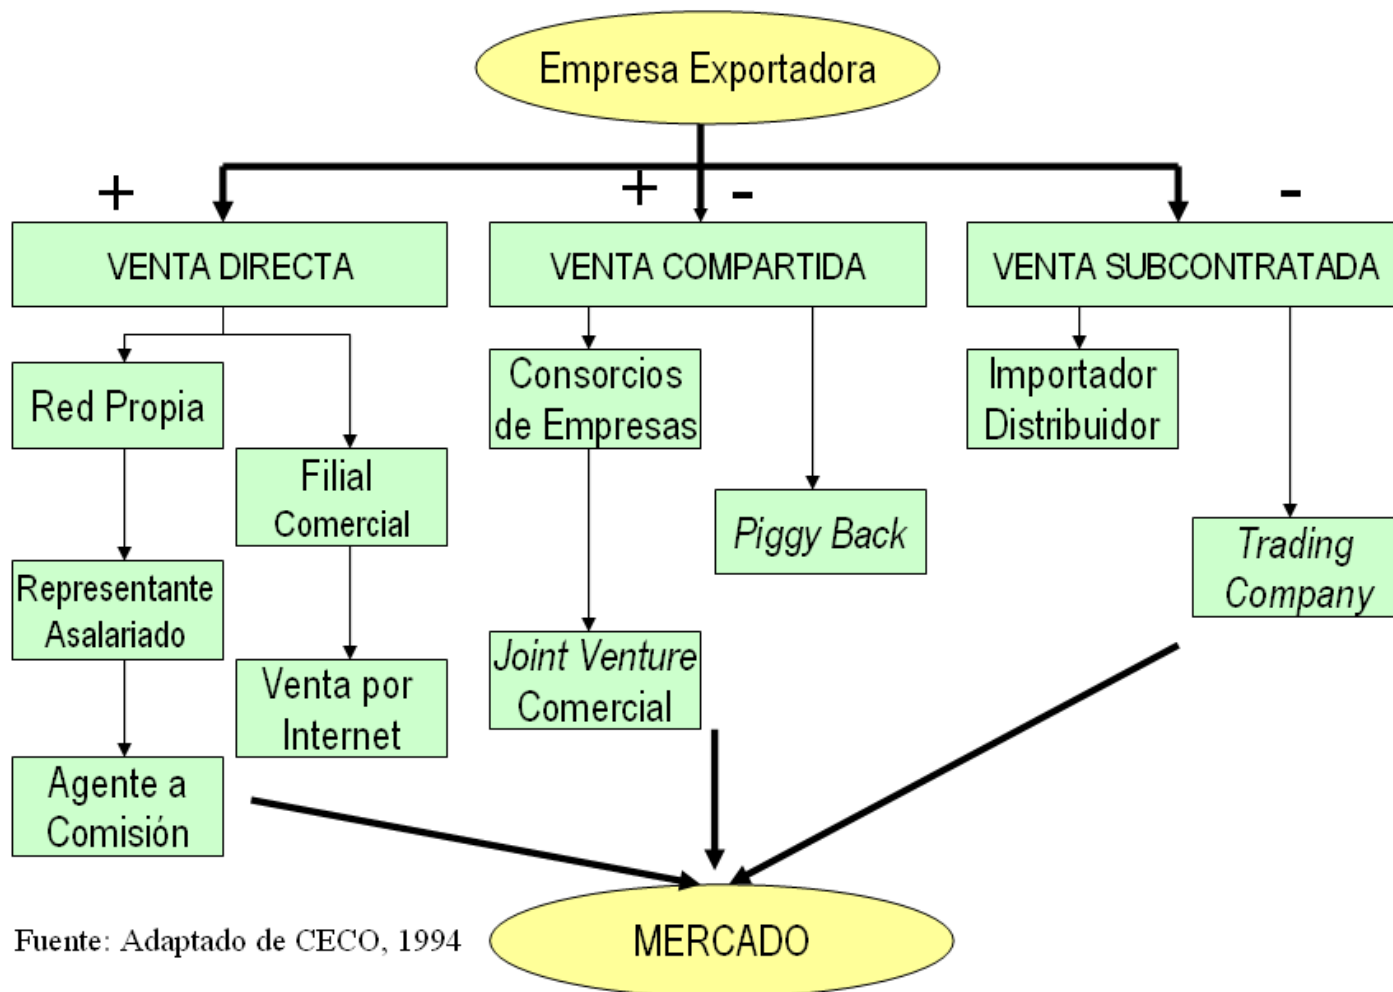 Empresa Exportadora
+
+ -
-
VENTA DIRECTA
VENTA COMPARTIDA
VENTA SUBCONTRATADA
Red Propia
Filial
Comercial
Representante
Asalariado
Venta por
Internet
Agente a
Comisión
Consorcios
de Empresas
Piggy Back
Joint Venture
Comercial
Importador
Distribuidor
Trading
Company
MERCADO
Fuente: Adaptado de CECO, 1994